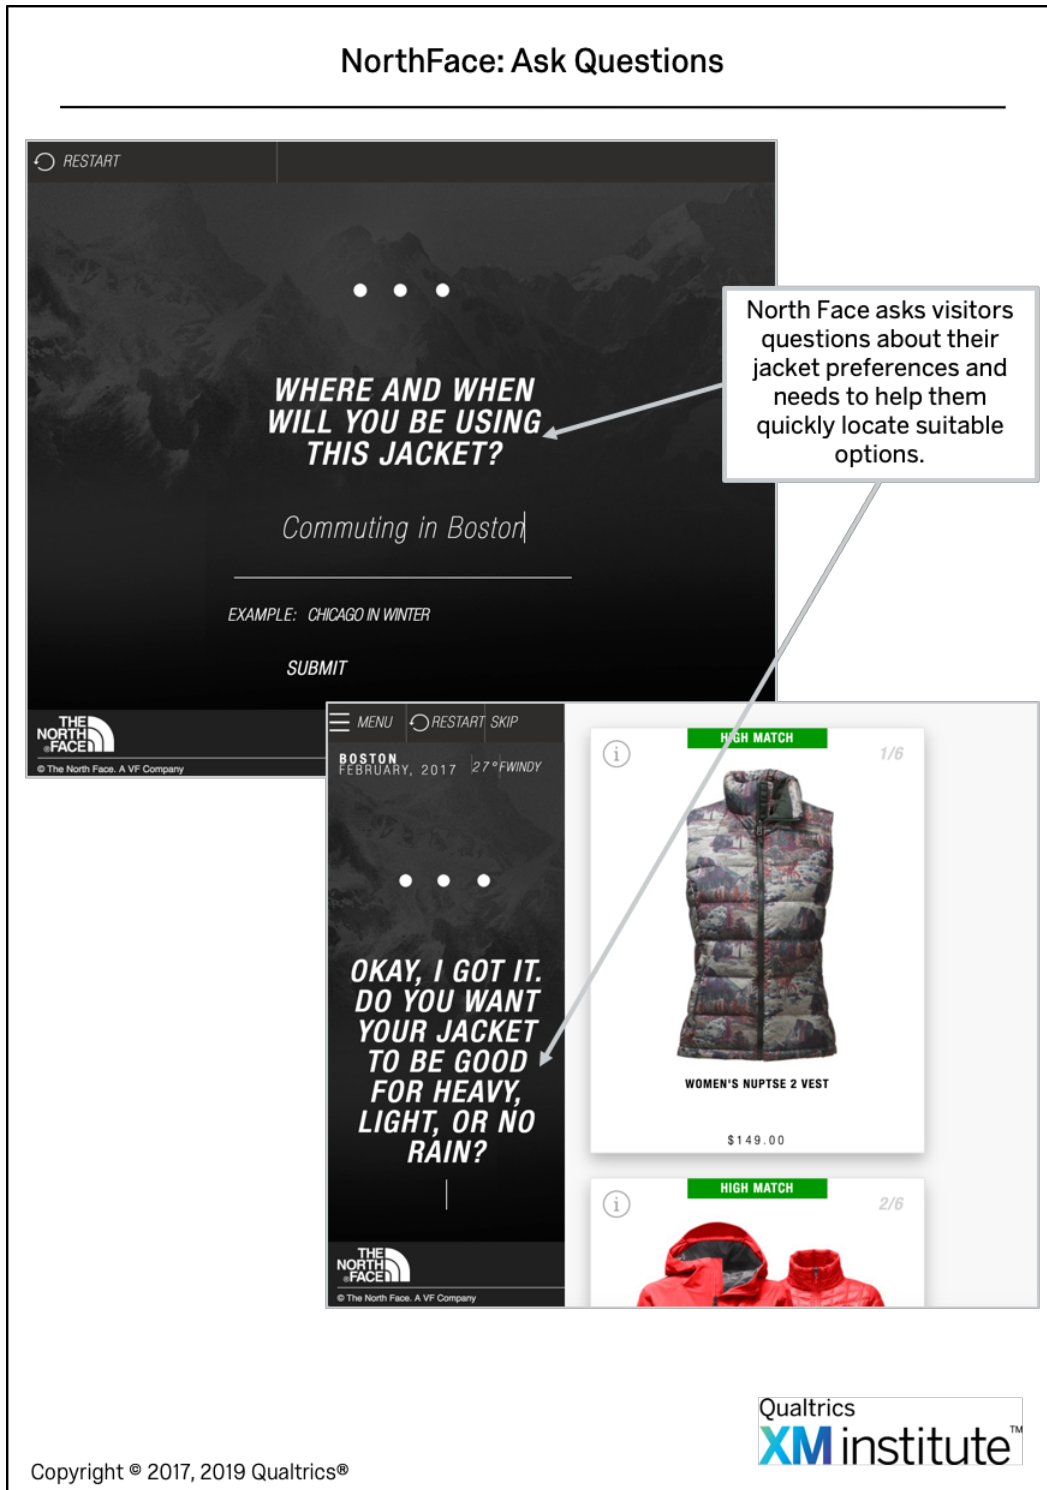 NorthFace: Ask Questions
RESTART
WHERE AND WHEN
WILL YOU BE USING
THIS JACKET?
Commuting in Boston
EXAMPLE: CHICAGO IN WINTER
SUBMIT
THE
NORTH
®FACE
© The North Face. A VF Company
North Face asks visitors
questions about their
jacket preferences and
needs to help them
quickly locate suitable
options.
MENU RESTART SKIP
BOSTON
FEBRUARY, 2017 27°F WINDY
OKAY, I GOT IT.
DO YOU WANT
YOUR JACKET
TO BE GOOD
FOR HEAVY,
LIGHT, OR NO
RAIN?
THE
NORTH
®FACE
© The North Face. A VF Company
i
HIGH MATCH
1/6
WOMEN'S NUPTSE 2 VEST
$149.00
i
HIGH MATCH
2/6
Qualtrics
XM institute™
Copyright © 2017, 2019 Qualtrics®